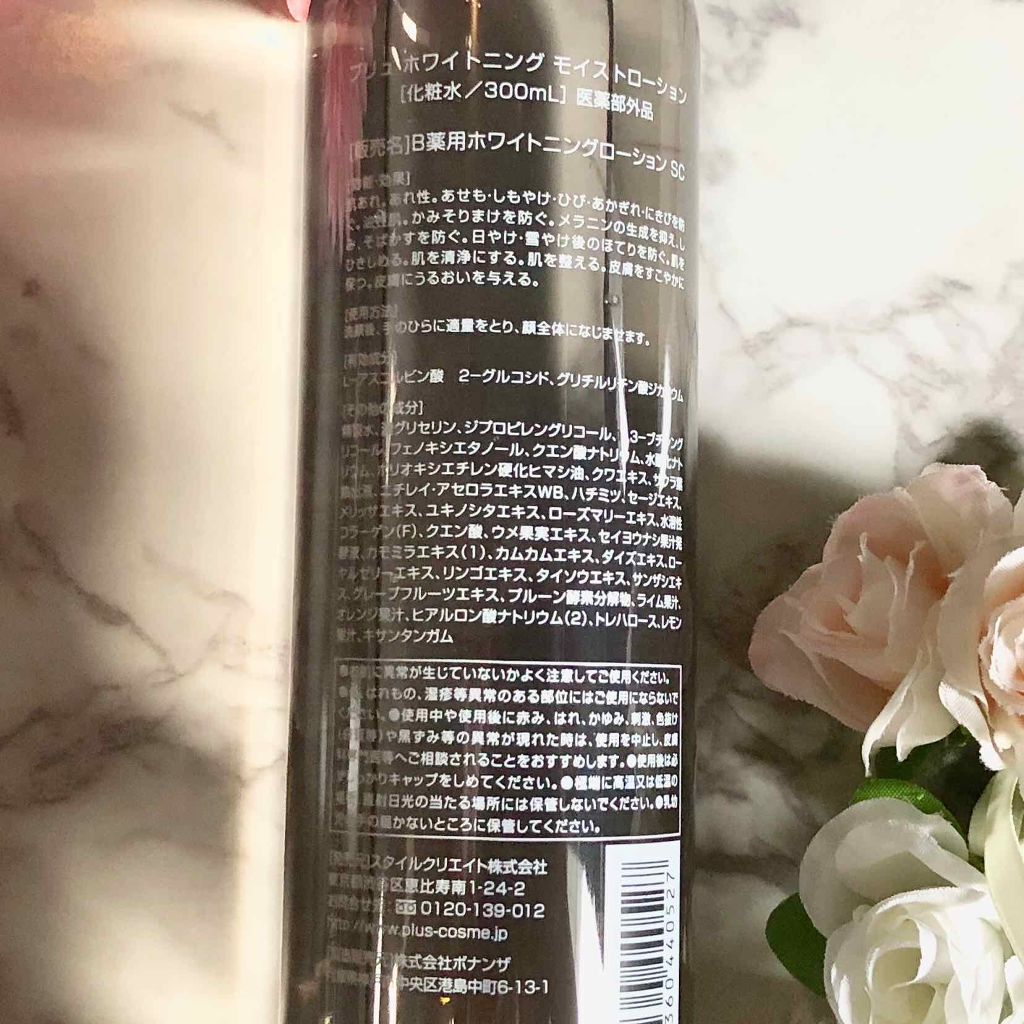 ブリュ ホワイトニング モイストローション
[化粧水／300mL] 医薬部外品
[販売名]B薬用ホワイトニングローション SC
[効能・効果]
肌あれ。あれ性。あせも・しもやけ・ひび・あかぎれ・にきびを防
ぐ。油性肌。かみそりまけを防ぐ。メラニンの生成を抑え、し
み、そばかすを防ぐ。日やけ・雪やけ後のほてりを防ぐ。肌を
ひきしめる。肌を清浄にする。肌を整える。皮膚をすこやかに
保つ。皮膚にうるおいを与える。
[使用方法]
洗顔後、手のひらに適量をとり、顔全体になじませます。
[有効成分]
L-アスコルビン酸 2-グルコシド、グリチルリチン酸ジカリウム
[その他の成分]
精製水、濃グリセリン、ジプロピレングリコール、1,3-ブチレング
リコール、フェノキシエタノール、クエン酸ナトリウム、水酸化ナト
リウム、ポリオキシエチレン硬化ヒマシ油、クワエキス、サクラ葉
抽出液、ニチレイ・アセロラエキスWB、ハチミツ、セージエキス、
メリッサエキス、ユキノシタエキス、ローズマリーエキス、水溶性
コラーゲン(F)、クエン酸、ウメ果実エキス、セイヨウナシ果汁発
酵液、カモミラエキス(1)、カムカムエキス、ダイズエキス、ロー
ヤルゼリーエキス、リンゴエキス、タイソウエキス、サンザシエキ
ス、グレープフルーツエキス、プルーン酵素分解物、ライム果汁、
オレンジ果汁、ヒアルロン酸ナトリウム(2)、トレハロース、レモン
果汁、キサンタンガム
●お肌に異常が生じていないかよく注意してご使用ください。
はれもの、湿疹等異常のある部位にはご使用にならないで
ください。●使用中や使用後に赤み、はれ、かゆみ、刺激、色抜け
(白斑等)や黒ずみ等の異常が現れた時は、使用を中止し、皮膚
科専門医等へご相談されることをおすすめします。●使用後は必
ずしっかりキャップをしめてください。●極端に高温又は低温の
場所、直射日光の当たる場所には保管しないでください。●乳幼
児の手の届かないところに保管してください。
[発売元]スタイルクリエイト株式会社
東京都渋谷区恵比寿南1-24-2
お問合せ先 0120-139-012
http://www.plus-cosme.jp
株式会社ボナンザ
中央区港島中町6-13-1
360440527